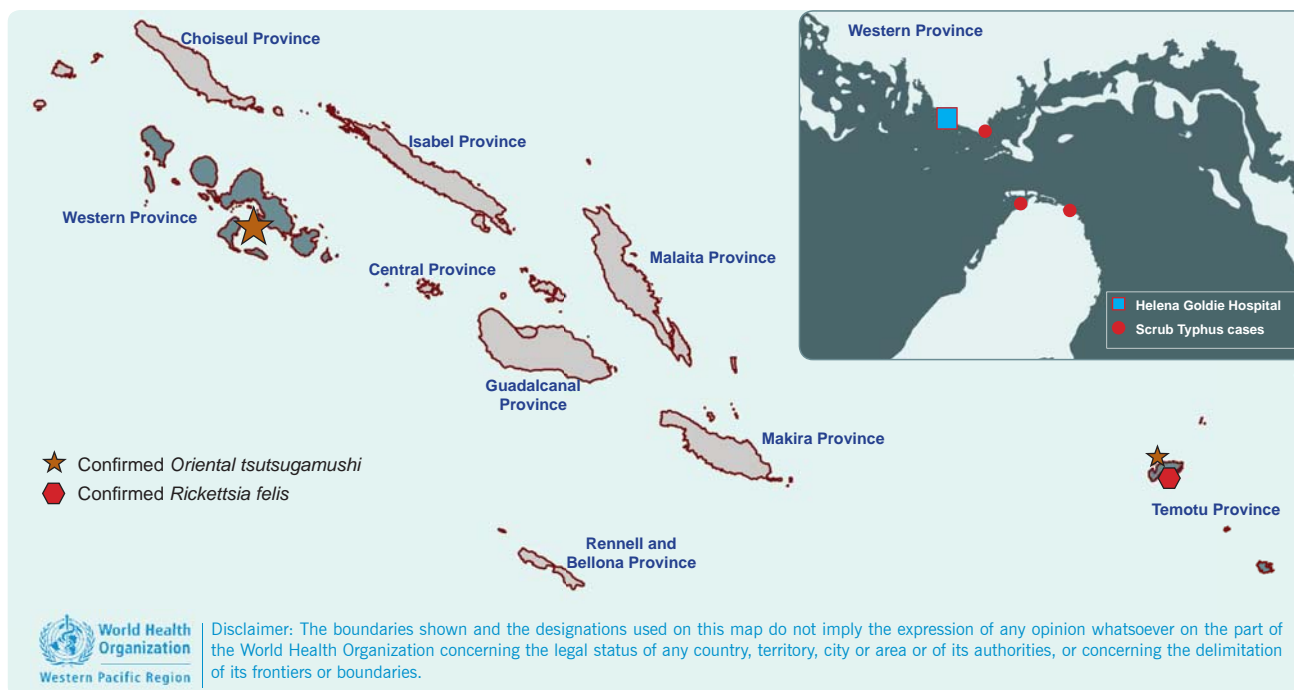 Choiseul Province
Western Province
Isabel Province
Western Province
Malaita Province
Central Province
Helena Goldie Hospital
Scrub Typhus cases
Guadalcanal
Province
Makira Province
Confirmed Oriental tsutsugamushi
Confirmed Rickettsia felis
Temotu Province
Rennell and
Bellona Province
World Health
Organization
Western Pacific Region
Disclaimer: The boundaries shown and the designations used on this map do not imply the expression of any opinion whatsoever on the part of
the World Health Organization concerning the legal status of any country, territory, city or area or of its authorities, or concerning the delimitation
of its frontiers or boundaries.